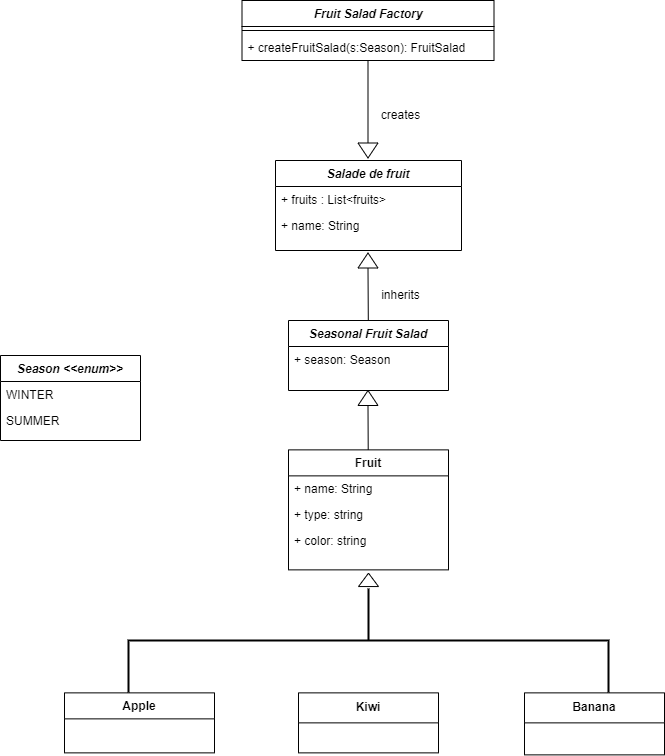 Fruit Salad Factory
+ createFruitSalad(s:Season): FruitSalad
creates
Salade de fruit
+ fruits : List<fruits>
+ name: String
inherits
Seasonal Fruit Salad
+ season: Season
Season <<enum>>
WINTER
SUMMER
Fruit
+ name: String
+ type: string
+ color: string
Apple
Kiwi
Banana